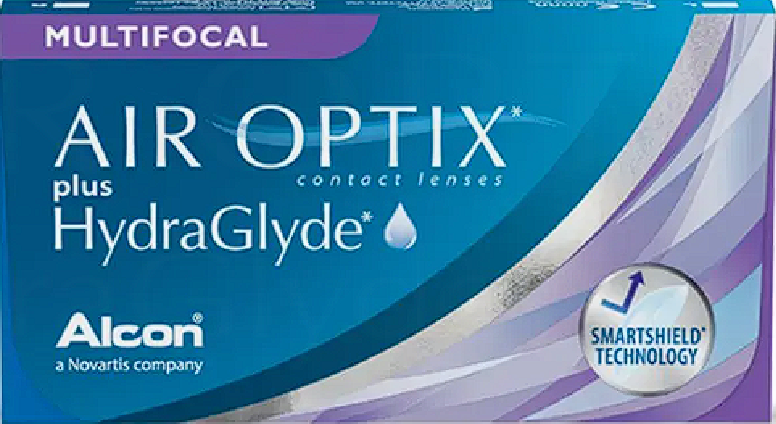 MULTIFOCAL
AIR OPTIX*
contact lenses
plus
HydraGlyde*
Alcon®
a Novartis company
SMARTSHIELD*
TECHNOLOGY